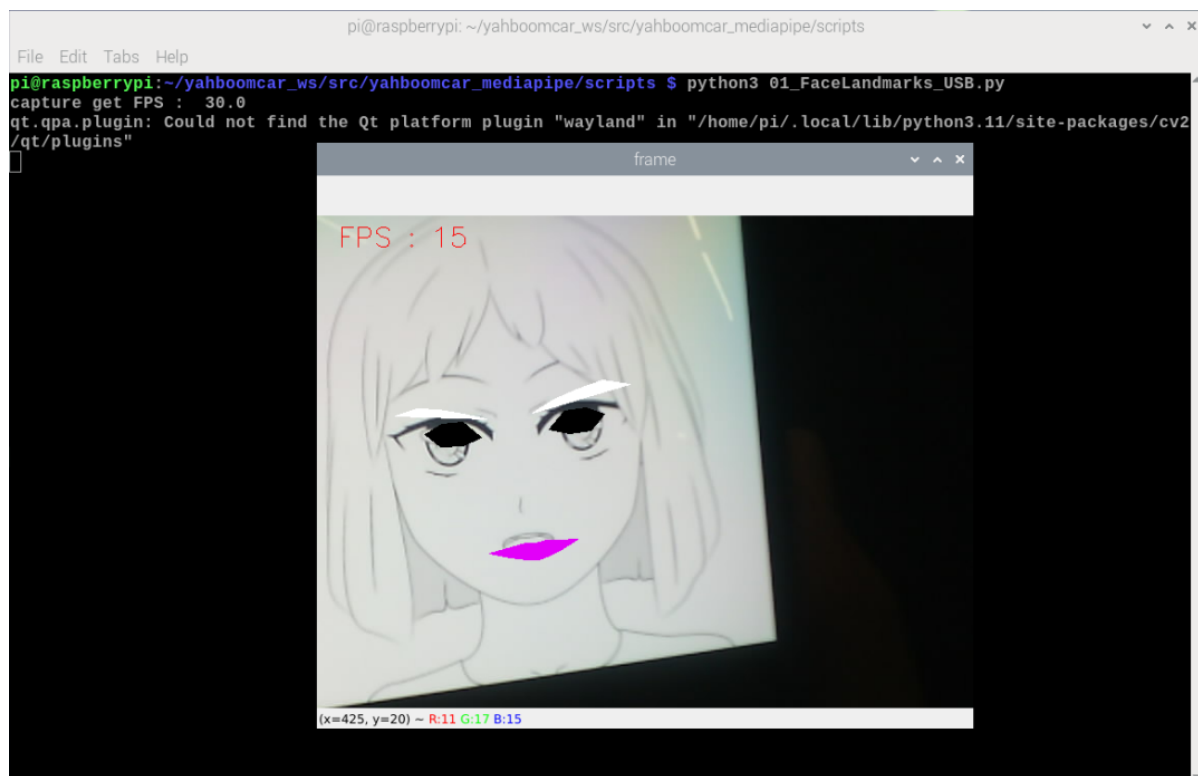 pi@raspberrypi: ~/yahboomcar_ws/src/yahboomcar_mediapipe/scripts
File Edit Tabs Help
pi@raspberrypi:~/yahboomcar_ws/src/yahboomcar_mediapipe/scripts $ python3 01_FaceLandmarks_USB.py
capture get FPS :  30.0
qt.qpa.plugin: Could not find the Qt platform plugin "wayland" in "/home/pi/.local/lib/python3.11/site-packages/cv2
/qt/plugins"
frame
FPS : 15
(x=425, y=20) ~ R:11 G:17 B:15